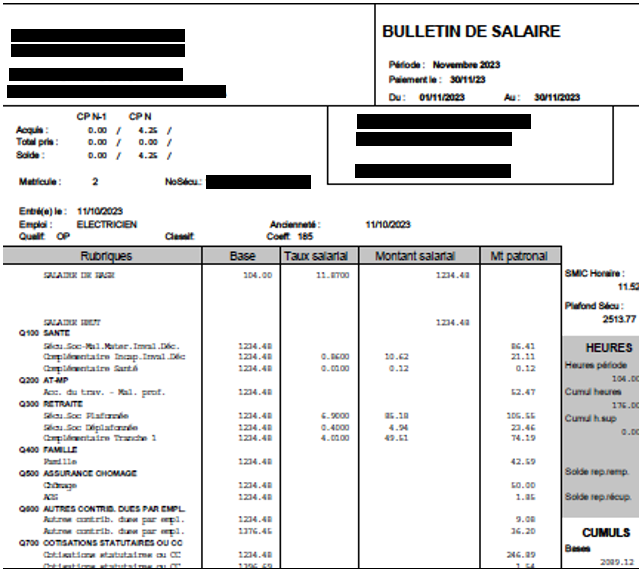 BULLETIN DE SALAIRE
Période : Novembre 2023
Paiement le : 30/11/23
Du : 01/11/2023 Au : 30/11/2023
CP N-1 CP N
Acquis : 0.00 / 4.25 /
Total pris : 0.00 / 0.00 /
Solde : 0.00 / 4.25 /
Matricule : 2 NoSécu.:
Entré(e) le : 11/10/2023
Emploi : ELECTRICIEN Ancienneté : 11/10/2023
Qualif: OP Classif: Coeff: 185
Rubriques Base Taux salarial Montant salarial Mt patronal
SALAIRE DE BASE 104.00 11.8700 1234.48
SMIC Horaire :
11.52
Plafond Sécu :
2513.77
SALAIRE BRUT 1234.48
Q100 SANTE
Sécu.Soc-Mal.Mater.Inval.Déc. 1234.48 86.41
Complémentaire Incap.Inval.Déc 1234.48 0.8600 10.62 21.11
Complémentaire Santé 1234.48 0.0100 0.12 0.12
Q200 AT-MP
Acc. du trav. - Mal. prof. 1234.48 52.47
Q300 RETRAITE
Sécu.Soc Plafonnée 1234.48 6.9000 85.18 105.55
Sécu.Soc Déplafonnée 1234.48 0.4000 4.94 23.46
Complémentaire Tranche 1 1234.48 4.0100 49.51 74.19
Q400 FAMILLE
Famille 1234.48 42.59
Q500 ASSURANCE CHOMAGE
Chômage 1234.48 50.00
AGS 1234.48 1.85
Q600 AUTRES CONTRIB. DUES PAR EMPL.
Autres contrib. dues par empl. 1234.48 9.08
Autres contrib. dues par empl. 1376.45 36.20
Q700 COTISATIONS STATUTAIRES OU CC
Cotisations statutaires ou CC 1234.48 246.89
Cotisations statutaires ou CC
HEURES
Heures période
104.00
Cumul heures
176.00
Cumul h.sup
0.00
Solde rep.remp.
Solde rep.récup.
CUMULS
Bases
2089.12